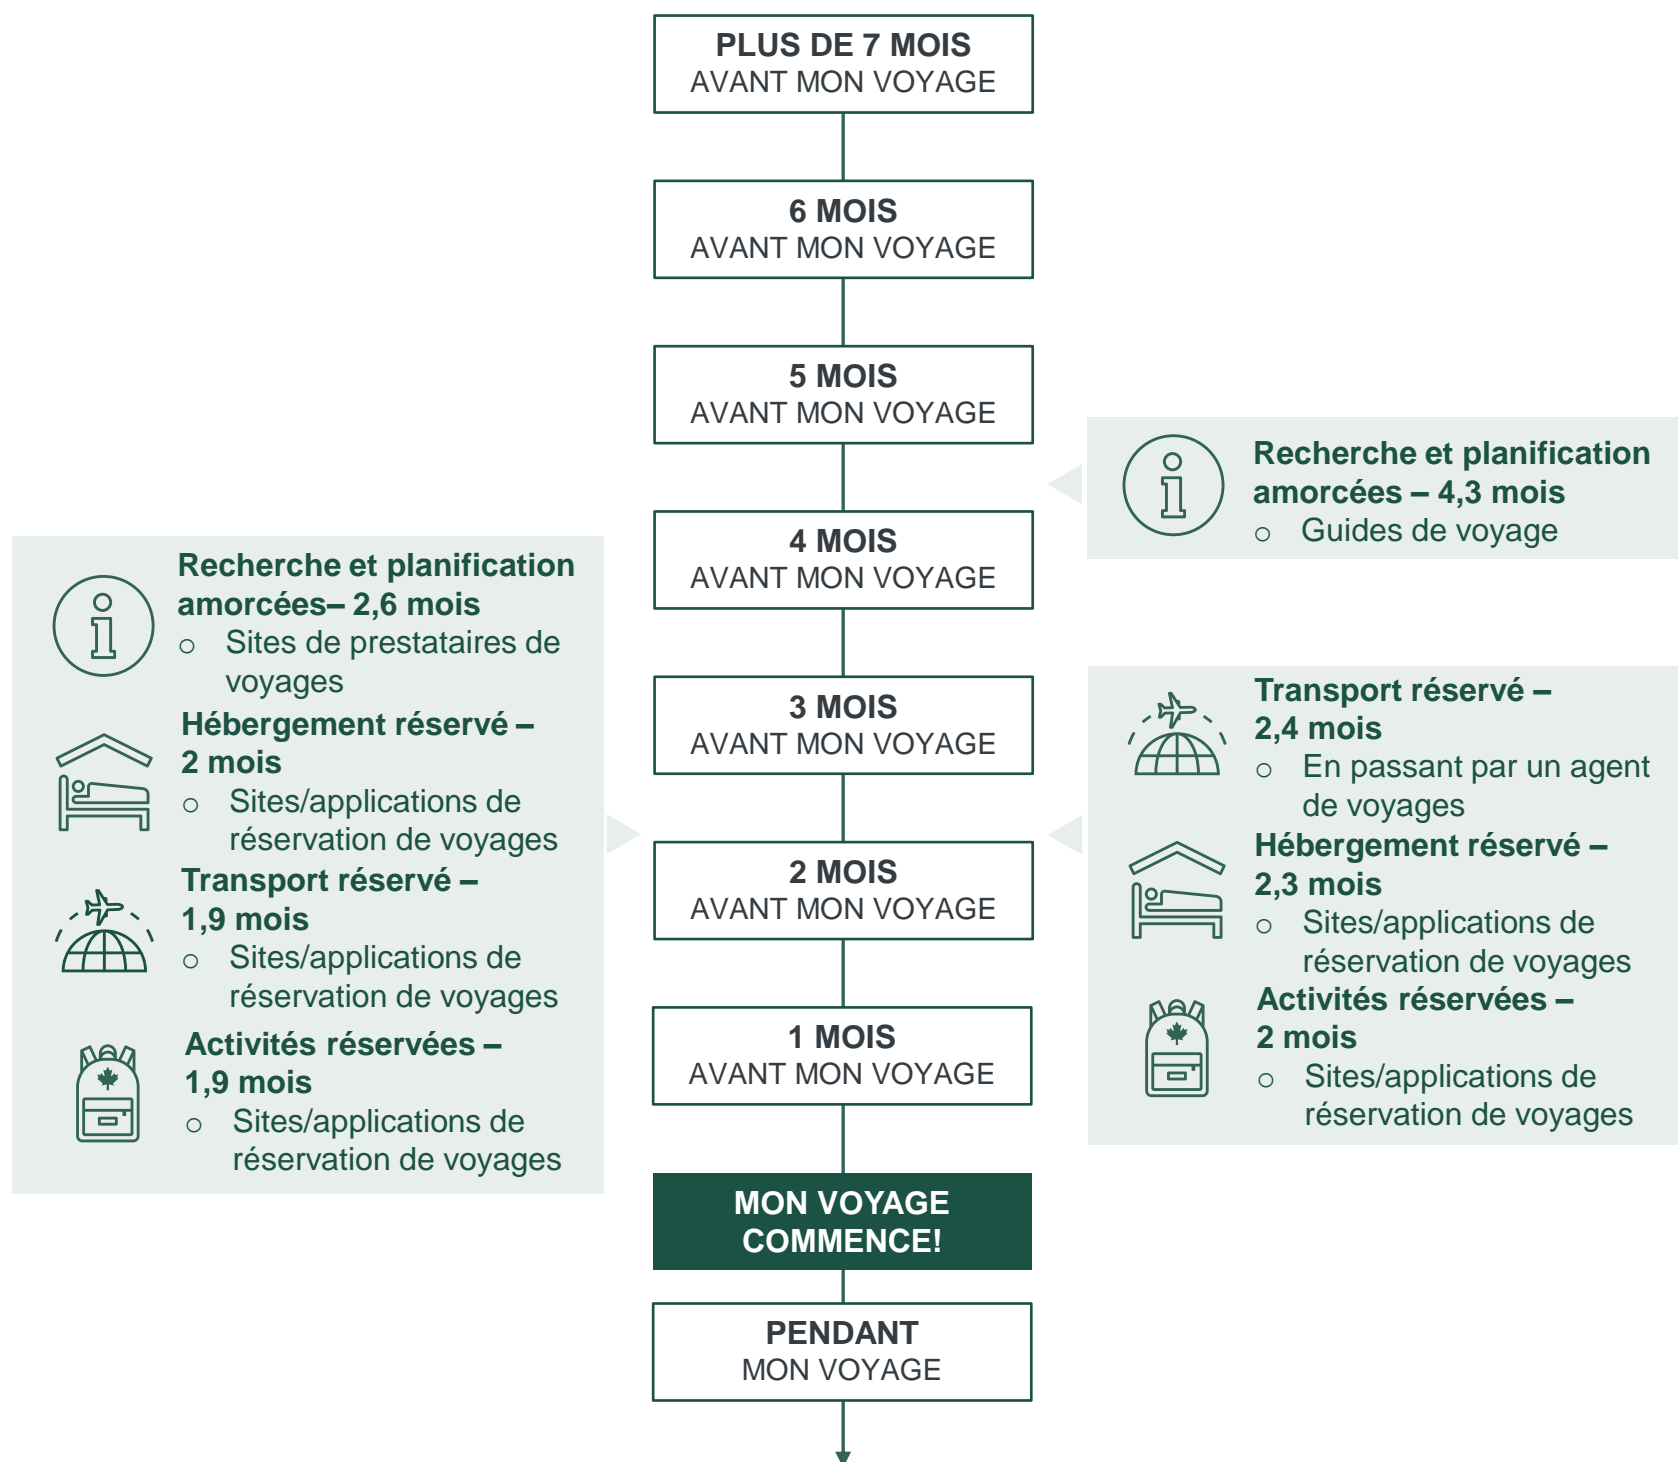 PLUS DE 7 MOIS
AVANT MON VOYAGE
6 MOIS
AVANT MON VOYAGE
5 MOIS
AVANT MON VOYAGE
4 MOIS
AVANT MON VOYAGE
3 MOIS
AVANT MON VOYAGE
2 MOIS
AVANT MON VOYAGE
1 MOIS
AVANT MON VOYAGE
MON VOYAGE
COMMENCE!
PENDANT
MON VOYAGE
Recherche et planification
amorcées– 2,6 mois
o Sites de prestataires de
voyages
Hébergement réservé –
2 mois
o Sites/applications de
réservation de voyages
Transport réservé –
1,9 mois
o Sites/applications de
réservation de voyages
Activités réservées –
1,9 mois
o Sites/applications de
réservation de voyages
Recherche et planification
amorcées – 4,3 mois
o Guides de voyage
Transport réservé –
2,4 mois
o En passant par un agent
de voyages
Hébergement réservé –
2,3 mois
o Sites/applications de
réservation de voyages
Activités réservées –
2 mois
o Sites/applications de
réservation de voyages